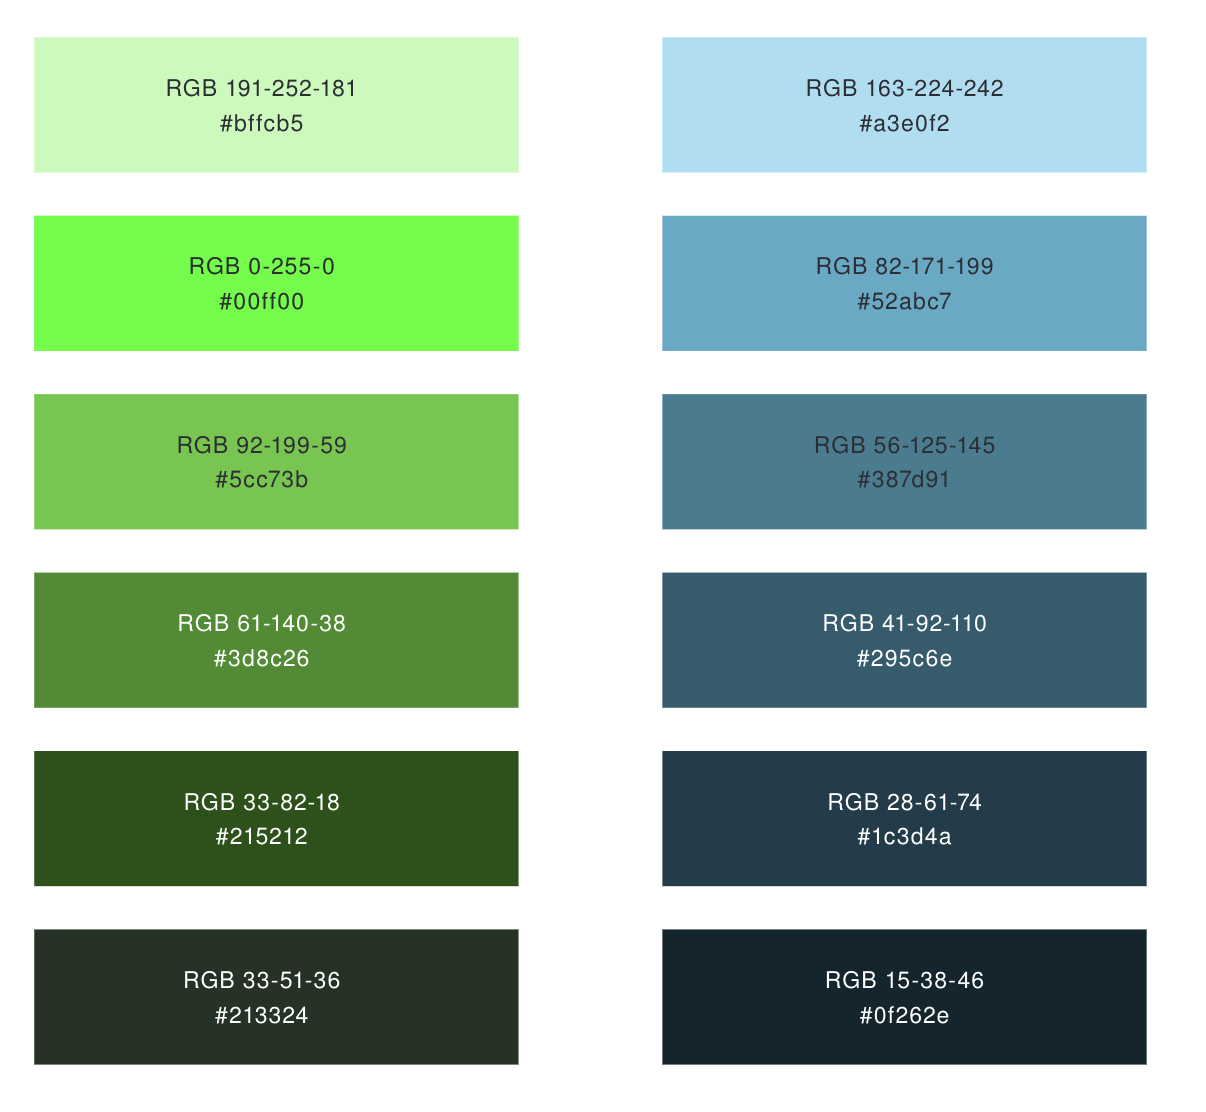 RGB 191-252-181
#bffcb5
RGB 163-224-242
#a3e0f2
RGB 0-255-0
#00ff00
RGB 82-171-199
#52abc7
RGB 92-199-59
#5cc73b
RGB 56-125-145
#387d91
RGB 61-140-38
#3d8c26
RGB 41-92-110
#295c6e
RGB 33-82-18
#215212
RGB 28-61-74
#1c3d4a
RGB 33-51-36
#213324
RGB 15-38-46
#0f262e